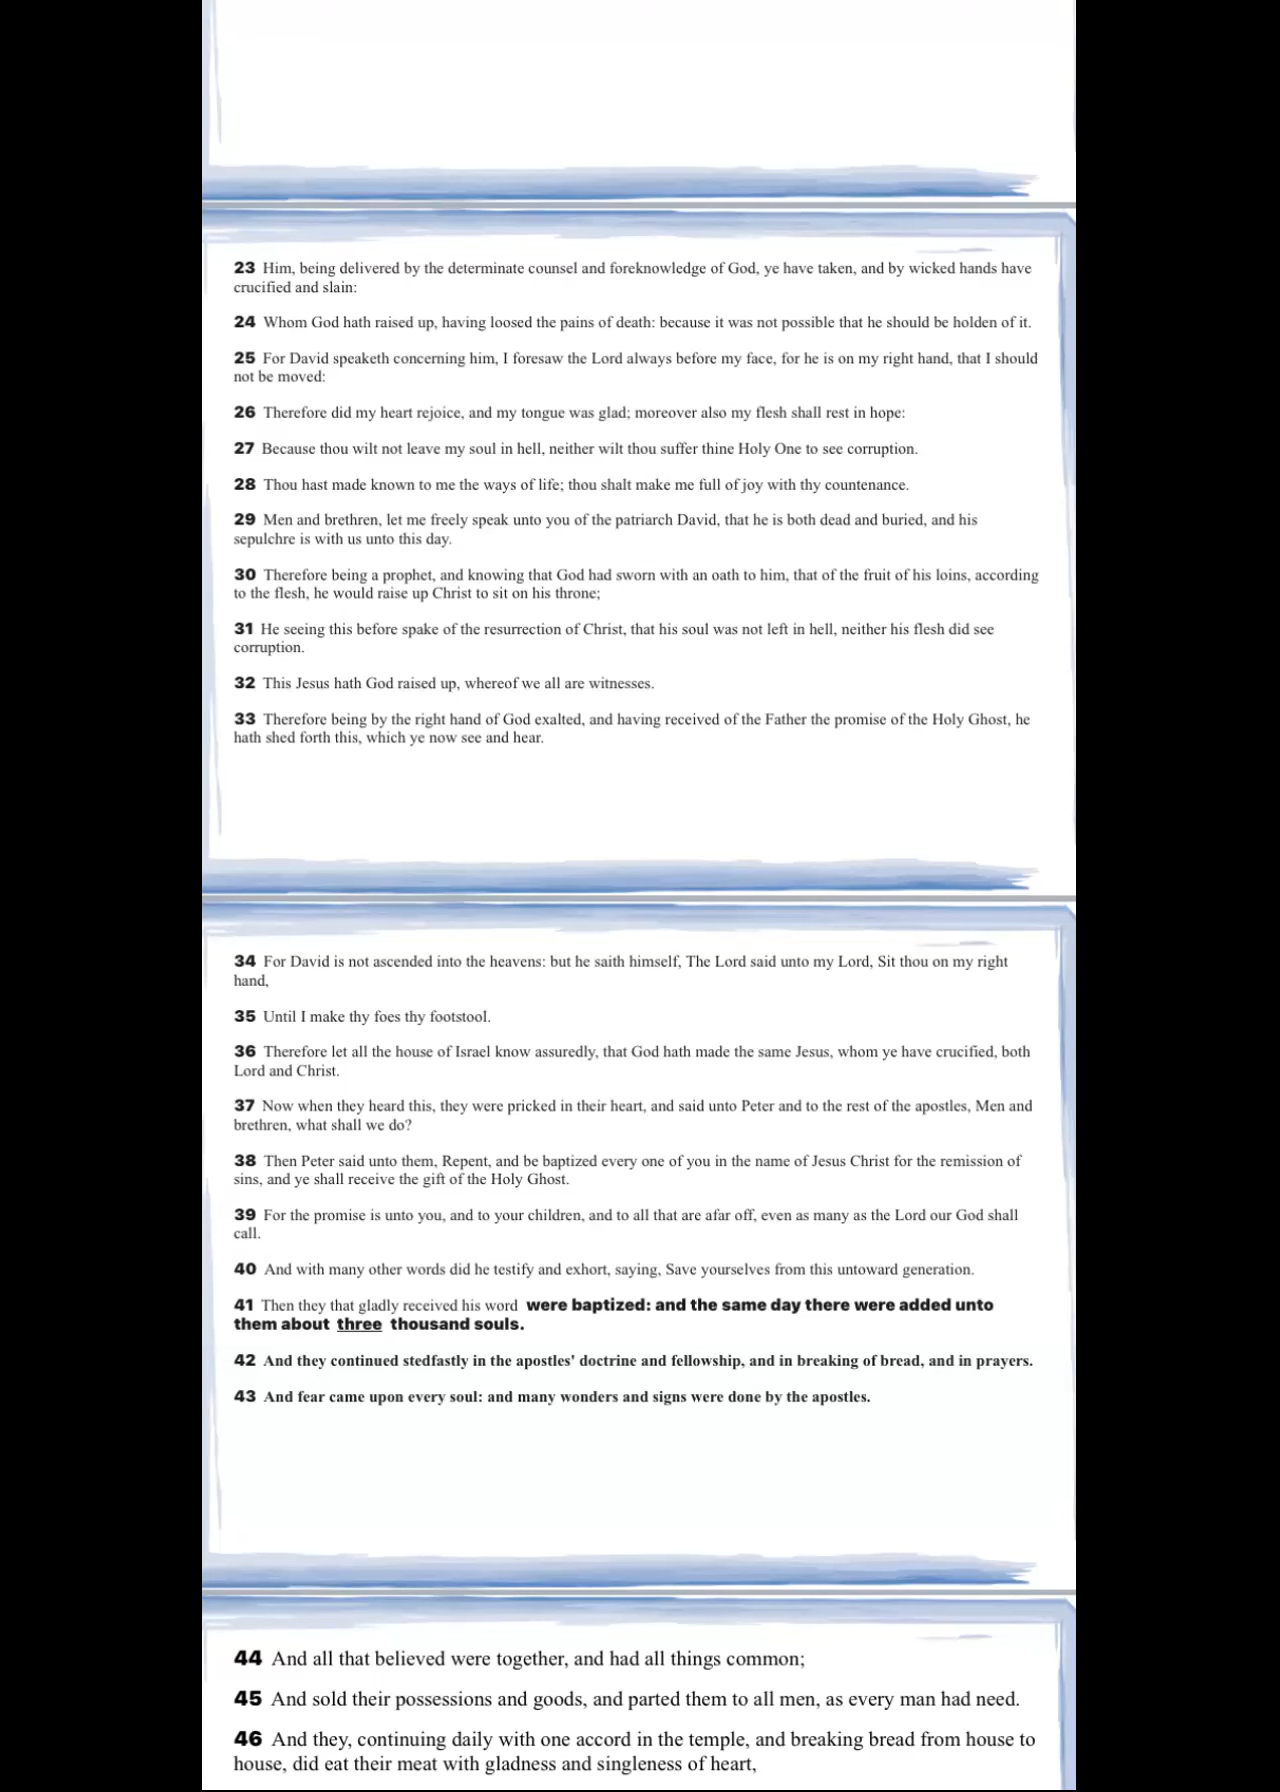 23 Him, being delivered by the determinate counsel and foreknowledge of God, ye have taken, and by wicked hands have
crucified and slain:
24 Whom God hath raised up, having loosed the pains of death: because it was not possible that he should be holden of it.
25 For David speaketh concerning him, I foresaw the Lord always before my face, for he is on my right hand, that I should
not be moved:
26 Therefore did my heart rejoice, and my tongue was glad; moreover also my flesh shall rest in hope:
27 Because thou wilt not leave my soul in hell, neither wilt thou suffer thine Holy One to see corruption.
28 Thou hast made known to me the ways of life; thou shalt make me full of joy with thy countenance.
29 Men and brethren, let me freely speak unto you of the patriarch David, that he is both dead and buried, and his
sepulchre is with us unto this day.
30 Therefore being a prophet, and knowing that God had sworn with an oath to him, that of the fruit of his loins, according
to the flesh, he would raise up Christ to sit on his throne;
31 He seeing this before spake of the resurrection of Christ, that his soul was not left in hell, neither his flesh did see
corruption.
32 This Jesus hath God raised up, whereof we all are witnesses.
33 Therefore being by the right hand of God exalted, and having received of the Father the promise of the Holy Ghost, he
hath shed forth this, which ye now see and hear.
34 For David is not ascended into the heavens: but he saith himself, The Lord said unto my Lord, Sit thou on my right
hand,
35 Until I make thy foes thy footstool.
36 Therefore let all the house of Israel know assuredly, that God hath made the same Jesus, whom ye have crucified, both
Lord and Christ.
37 Now when they heard this, they were pricked in their heart, and said unto Peter and to the rest of the apostles, Men and
brethren, what shall we do?
38 Then Peter said unto them, Repent, and be baptized every one of you in the name of Jesus Christ for the remission of
sins, and ye shall receive the gift of the Holy Ghost.
39 For the promise is unto you, and to your children, and to all that are afar off, even as many as the Lord our God shall
call.
40 And with many other words did he testify and exhort, saying, Save yourselves from this untoward generation.
41 Then they that gladly received his word were baptized: and the same day there were added unto
them about three thousand souls.
42 And they continued stedfastly in the apostles' doctrine and fellowship, and in breaking of bread, and in prayers.
43 And fear came upon every soul: and many wonders and signs were done by the apostles.
44 And all that believed were together, and had all things common;
45 And sold their possessions and goods, and parted them to all men, as every man had need.
46 And they, continuing daily with one accord in the temple, and breaking bread from house to
house, did eat their meat with gladness and singleness of heart,